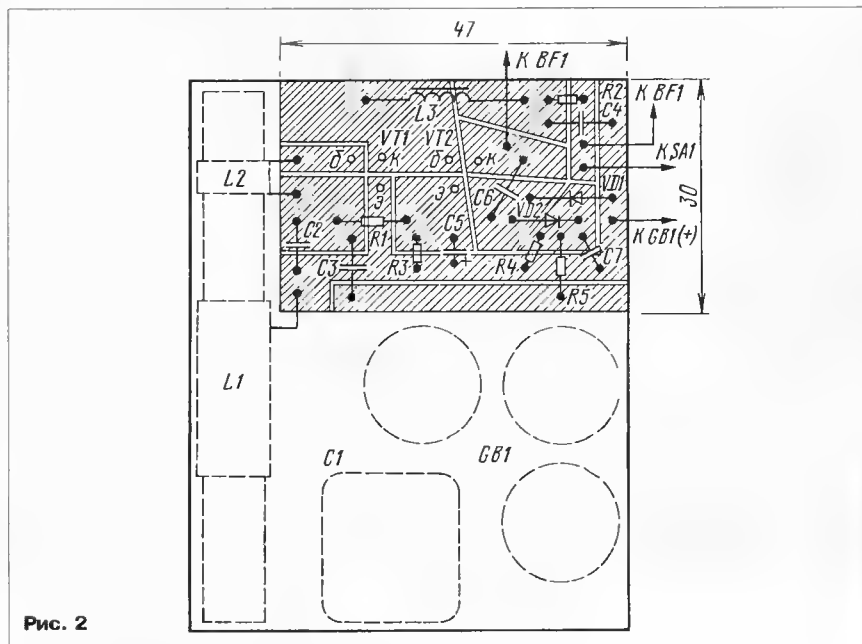 47
К BF1
R2
C4
К BF1
L3
VT1
VT2
б
к
б
к
К SA1
э
э
C6
VD1
30
L2
VD2
К GB1(+)
C2
R1
C5
+
C3
R3
R4
C7
R5
L1
C1
GB1
Рис. 2